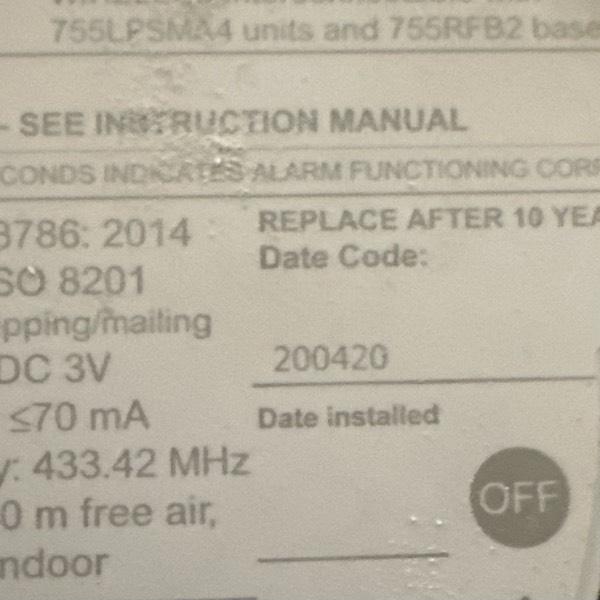 755LPSMA4 units and 755RFB2 base
- SEE INSTRUCTION MANUAL
CONDS INDICATES ALARM FUNCTIONING CORR
3786: 2014
SO 8201
pping/mailing
DC 3V
≤70 mA
y: 433.42 MHz
0 m free air,
ndoor
REPLACE AFTER 10 YEA
Date Code:
200420
Date installed
OFF